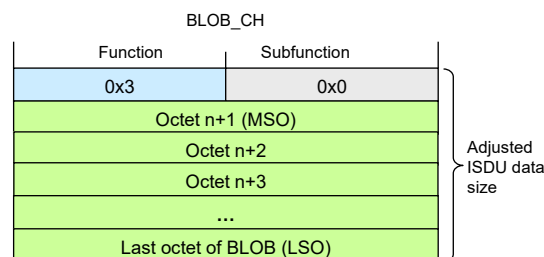 BLOB_CH
Function Subfunction
0x3 0x0
Octet n+1 (MSO)
Octet n+2
Octet n+3
...
Last octet of BLOB (LSO)
Adjusted
ISDU data
size